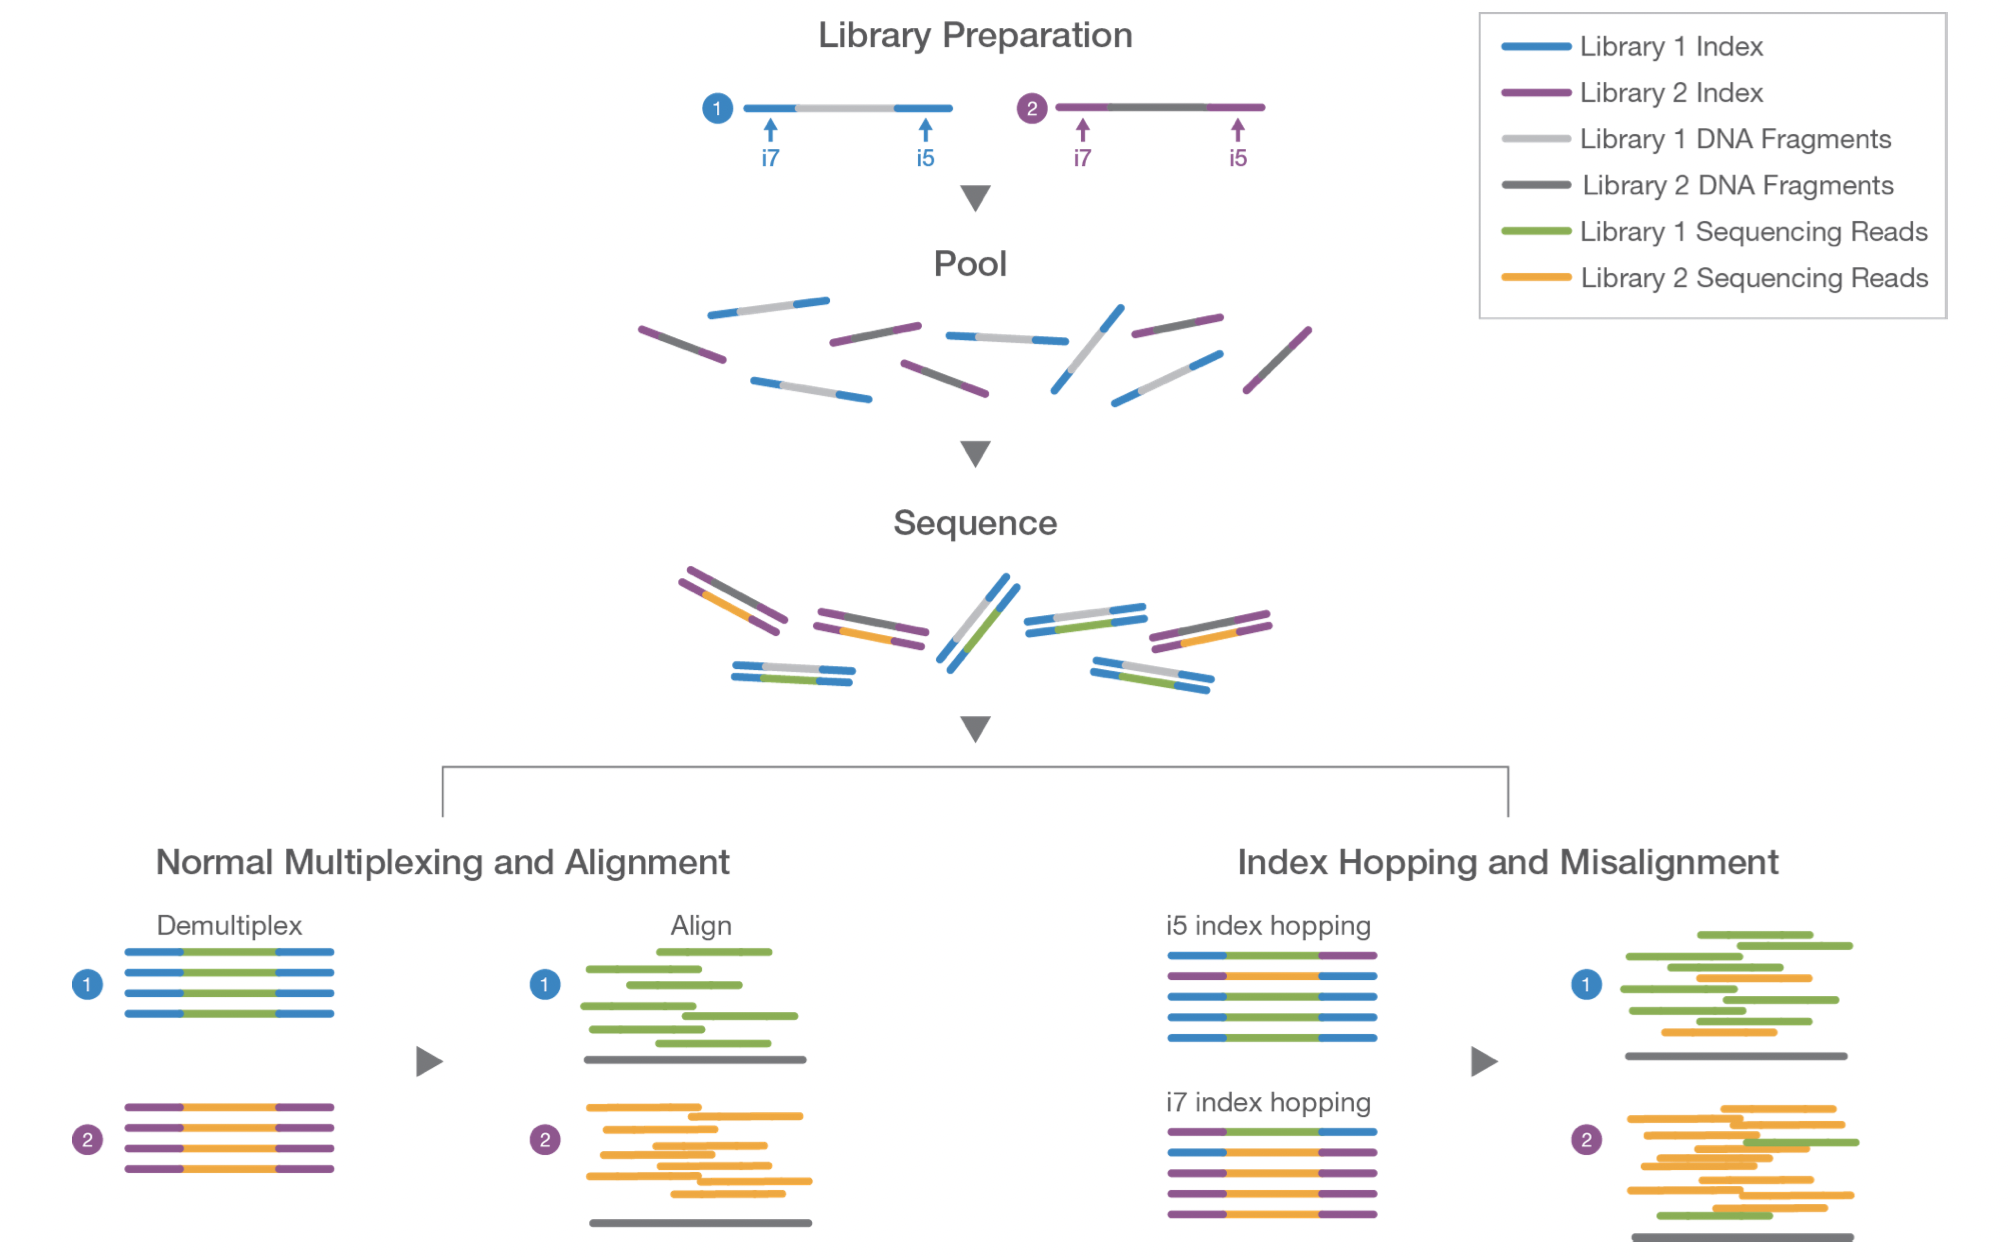 Library Preparation
1
i7
i5
2
i7
i5
Library 1 Index
Library 2 Index
Library 1 DNA Fragments
Library 2 DNA Fragments
Library 1 Sequencing Reads
Library 2 Sequencing Reads
Pool
Sequence
Normal Multiplexing and Alignment
Demultiplex
Align
1
1
2
2
Index Hopping and Misalignment
i5 index hopping
1
i7 index hopping
2